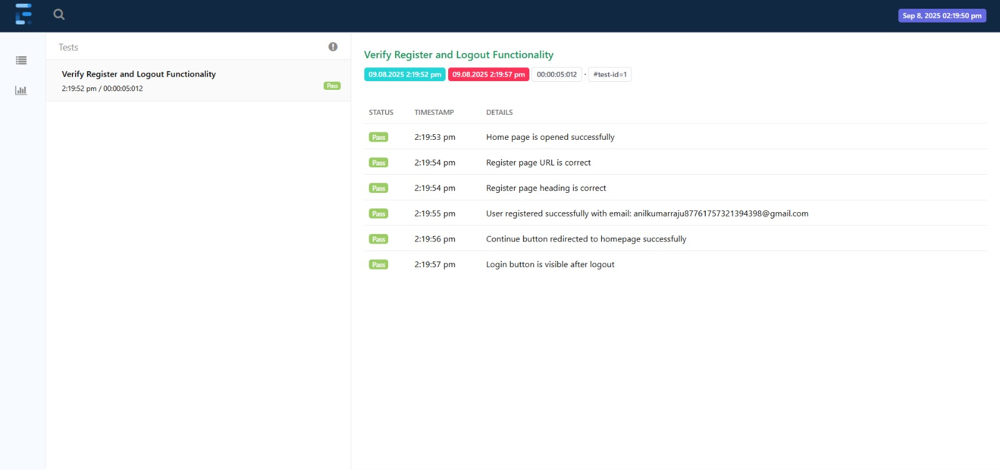 Sep 8, 2025 02:19:50 pm
Tests
Verify Register and Logout Functionality
2:19:52 pm / 00:00:05:012
Pass
Verify Register and Logout Functionality
09.08.2025 2:19:52 pm 09.08.2025 2:19:57 pm 00:00:05:012 · #test-id=1
STATUS TIMESTAMP DETAILS
Pass 2:19:53 pm Home page is opened successfully
Pass 2:19:54 pm Register page URL is correct
Pass 2:19:54 pm Register page heading is correct
Pass 2:19:55 pm User registered successfully with email: anilkumarraju87761757321394398@gmail.com
Pass 2:19:56 pm Continue button redirected to homepage successfully
Pass 2:19:57 pm Login button is visible after logout